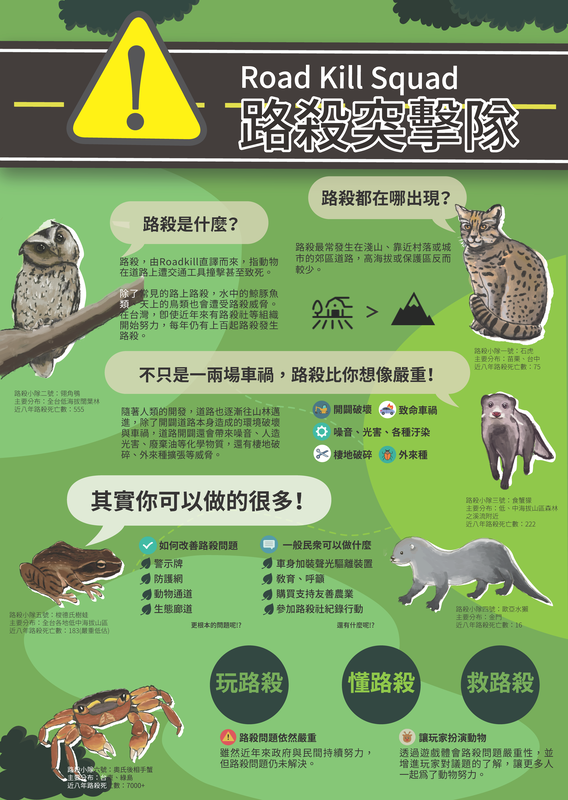 Road Kill Squad
路殺突擊隊
路殺是什麼？
路殺，由Roadkill直譯而來，指動物
在道路上遭交通工具撞擊甚至致死。
除了常見的路上路殺，水中的鯨豚魚
類、天上的鳥類也會遭受路殺威脅。
在台灣，即使近年來有路殺社等組織
開始努力，每年仍有上百起路殺發生
路殺。
路殺都在哪出現？
路殺最常發生在淺山、靠近村落或城
市的郊區道路，高海拔或保護區反而
較少。
>
路殺小隊一號：石虎
主要分布：苗栗、台中
近八年路殺死亡數：75
路殺小隊二號：領角鴞
主要分布：全台低海拔闊葉林
近八年路殺死亡數：555
不只是一兩場車禍，路殺比你想像嚴重！
隨著人類的開發，道路也逐漸往山林邁
進，除了開闢道路本身造成的環境破壞
與車禍，道路開闢還會帶來噪音、人造
光害、廢棄油等化學物質，還有棲地破
碎、外來種擴張等威脅。
開闢破壞
致命車禍
噪音、光害、各種汙染
棲地破碎
外來種
路殺小隊三號：食蟹獴
主要分布：低、中海拔山區森林
之溪流附近
近八年路殺死亡數：222
其實你可以做的很多！
如何改善路殺問題
警示牌
防護網
動物通道
生態廊道
更根本的問題呢!?
一般民眾可以做什麼
車身加裝聲光驅離裝置
教育、呼籲
購買支持友善農業
參加路殺社紀錄行動
還有什麼呢!?
路殺小隊五號：梭德氏樹蛙
主要分布：全台各地低中海拔山區
近八年路殺死亡數：183(嚴重低估)
路殺小隊四號：歐亞水獺
主要分布：金門
近八年路殺死亡數：16
玩路殺
懂路殺
救路殺
路殺問題依然嚴重
雖然近年來政府與民間持續努力，
但路殺問題仍未解決。
讓玩家扮演動物
透過遊戲體會路殺問題嚴重性，並
增進玩家對議題的了解，讓更多人
一起為了動物努力。
路殺小隊六號：奧氏後相手蟹
主要分布：台灣、綠島
近八年路殺死亡數：7000+